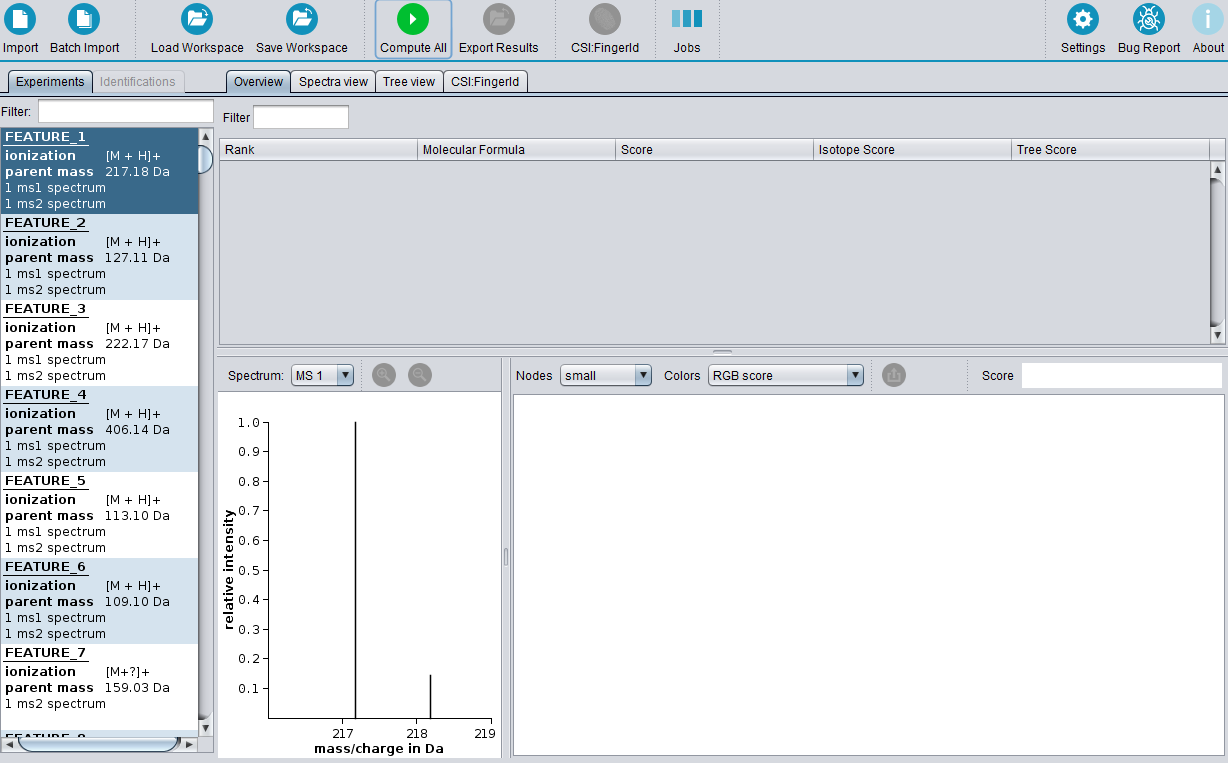 Import Batch Import Load Workspace Save Workspace Compute All Export Results CSI:FingerId Jobs Settings Bug Report About
Experiments Identifications Overview Spectra view Tree view CSI:FingerId
Filter:
Filter
FEATURE_1
ionization [M + H]+
parent mass 217.18 Da
1 ms1 spectrum
1 ms2 spectrum
FEATURE_2
ionization [M + H]+
parent mass 127.11 Da
1 ms1 spectrum
1 ms2 spectrum
FEATURE_3
ionization [M + H]+
parent mass 222.17 Da
1 ms1 spectrum
1 ms2 spectrum
FEATURE_4
ionization [M + H]+
parent mass 406.14 Da
1 ms1 spectrum
1 ms2 spectrum
FEATURE_5
ionization [M + H]+
parent mass 113.10 Da
1 ms1 spectrum
1 ms2 spectrum
FEATURE_6
ionization [M + H]+
parent mass 109.10 Da
1 ms1 spectrum
1 ms2 spectrum
FEATURE_7
ionization [M+?]+
parent mass 159.03 Da
1 ms2 spectrum
FEATURE_8
Rank Molecular Formula Score Isotope Score Tree Score
Spectrum: MS 1
1.0
0.9
0.8
0.7
0.6
0.5
0.4
0.3
0.2
0.1
relative intensity
217 218 219
mass/charge in Da
Nodes small Colors RGB score Score